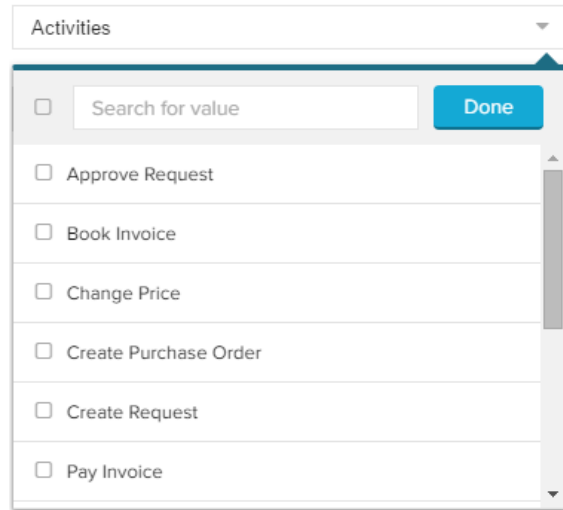 Activities
Search for value
Done
Approve Request
Book Invoice
Change Price
Create Purchase Order
Create Request
Pay Invoice